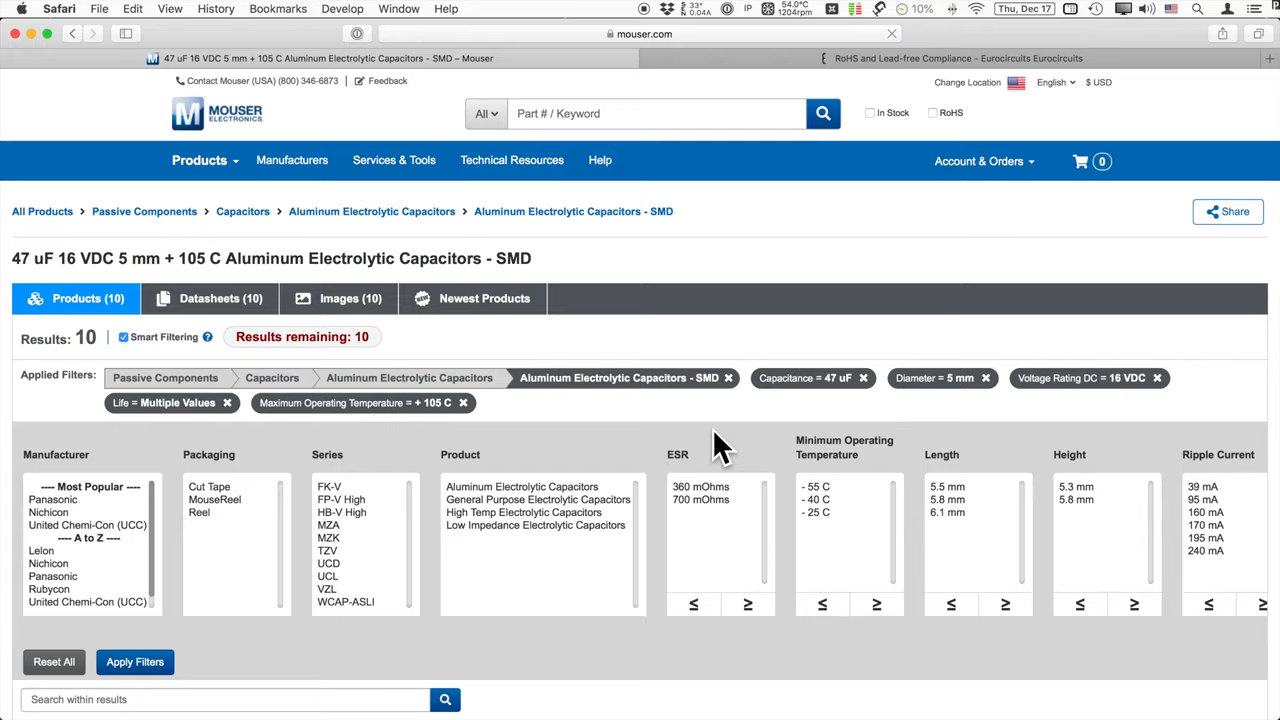 Safari File Edit View History Bookmarks Develop Window Help
33°
0.04A
IP
54.0°C
1204rpm
10%
Thu, Dec 17
mouser.com
47 uF 16 VDC 5 mm + 105 C Aluminum Electrolytic Capacitors - SMD – Mouser
RoHS and Lead-free Compliance - Eurocircuits Eurocircuits
Contact Mouser (USA) (800) 346-6873 | Feedback
Change Location English $ USD
M MOUSER ELECTRONICS
All Part # / Keyword
In Stock RoHS
Products Manufacturers Services & Tools Technical Resources Help
Account & Orders 0
All Products > Passive Components > Capacitors > Aluminum Electrolytic Capacitors > Aluminum Electrolytic Capacitors - SMD
Share
47 uF 16 VDC 5 mm + 105 C Aluminum Electrolytic Capacitors - SMD
Products (10) Datasheets (10) Images (10) Newest Products
Results: 10 | Smart Filtering ? Results remaining: 10
Applied Filters: Passive Components Capacitors Aluminum Electrolytic Capacitors Aluminum Electrolytic Capacitors - SMD Capacitance = 47 uF Diameter = 5 mm Voltage Rating DC = 16 VDC
Life = Multiple Values Maximum Operating Temperature = + 105 C
Manufacturer
---- Most Popular ----
Panasonic
Nichicon
United Chemi-Con (UCC)
---- A to Z ----
Lelon
Nichicon
Panasonic
Rubycon
United Chemi-Con (UCC)
Packaging
Cut Tape
MouseReel
Reel
Series
FK-V
FP-V High
HB-V High
MZA
MZK
TZV
UCD
UCL
VZL
WCAP-ASLI
Product
Aluminum Electrolytic Capacitors
General Purpose Electrolytic Capacitors
High Temp Electrolytic Capacitors
Low Impedance Electrolytic Capacitors
ESR
360 mOhms
700 mOhms
≤ ≥
Minimum Operating
Temperature
- 55 C
- 40 C
- 25 C
≤ ≥
Length
5.5 mm
5.8 mm
6.1 mm
≤ ≥
Height
5.3 mm
5.8 mm
≤ ≥
Ripple Current
39 mA
95 mA
160 mA
170 mA
195 mA
240 mA
≤ ≥
Reset All Apply Filters
Search within results